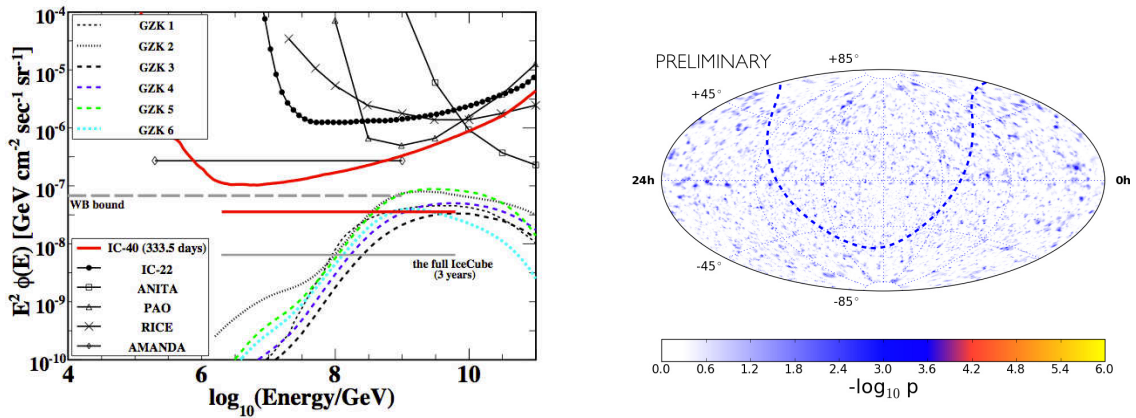 10⁻⁴
10⁻⁵
10⁻⁶
10⁻⁷
10⁻⁸
10⁻⁹
10⁻¹⁰
E² ϕ(E) [GeV cm⁻² sec⁻¹ sr⁻¹]
GZK 1
GZK 2
GZK 3
GZK 4
GZK 5
GZK 6
WB bound
IC-40 (333.5 days)
IC-22
ANITA
PAO
RICE
AMANDA
the full IceCube
(3 years)
4 6 8 10
log₁₀(Energy/GeV)
PRELIMINARY
+85°
+45°
24h
0h
-45°
-85°
0.0 0.6 1.2 1.8 2.4 3.0 3.6 4.2 4.8 5.4 6.0
-log₁₀ p